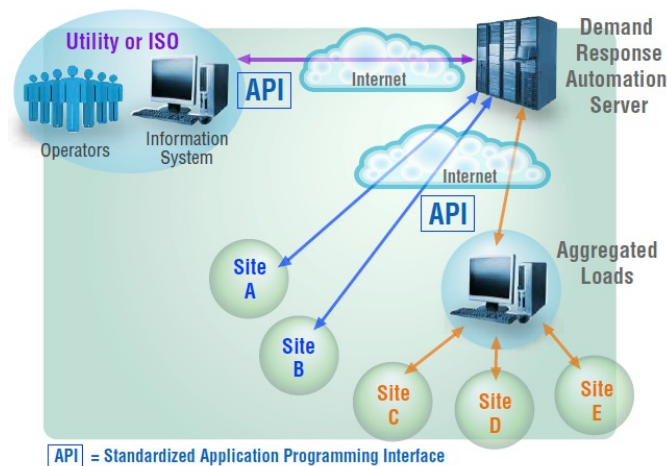 Utility or ISO
Operators
Information
System
API
Internet
Demand
Response
Automation
Server
Internet
API
Aggregated
Loads
Site
A
Site
B
Site
C
Site
D
Site
E
API = Standardized Application Programming Interface